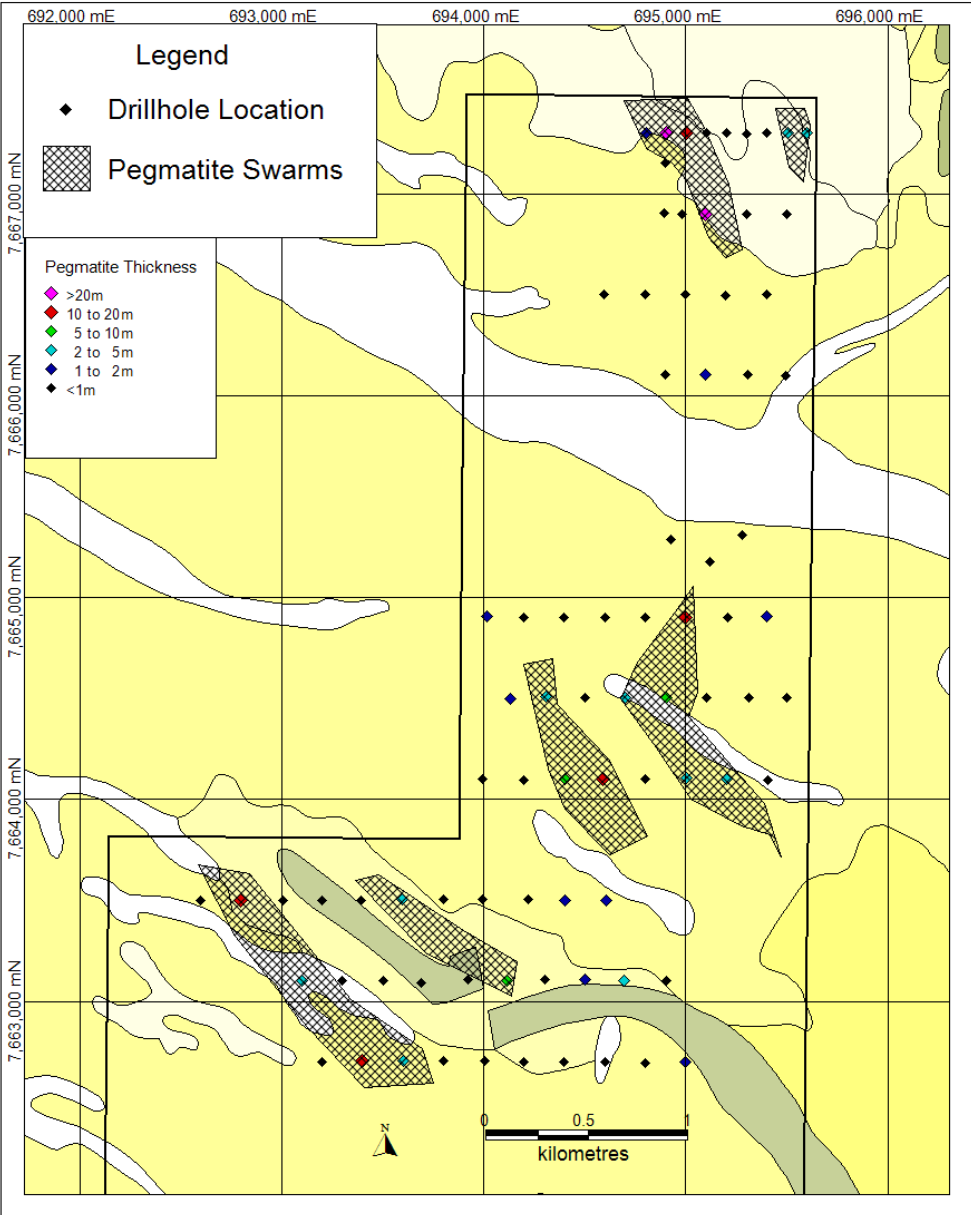 692,000 mE 693,000 mE 694,000 mE 695,000 mE 696,000 mE
Legend
Drillhole Location
Pegmatite Swarms
7,667,000 mN
Pegmatite Thickness
>20m
10 to 20m
5 to 10m
2 to 5m
1 to 2m
<1m
7,666,000 mN
7,665,000 mN
7,664,000 mN
7,663,000 mN
N
0 0.5 1
kilometres